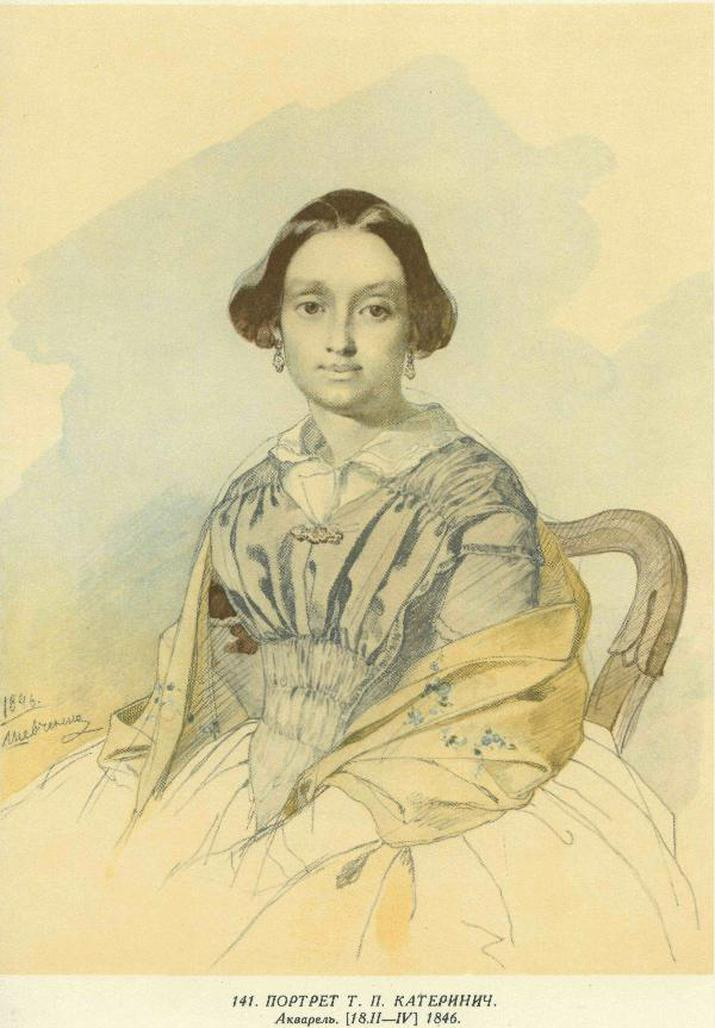 1846.
Шевченко
141. ПОРТРЕТ Т. П. КАТЕРИНИЧ.
Акварель. [18.II—IV] 1846.